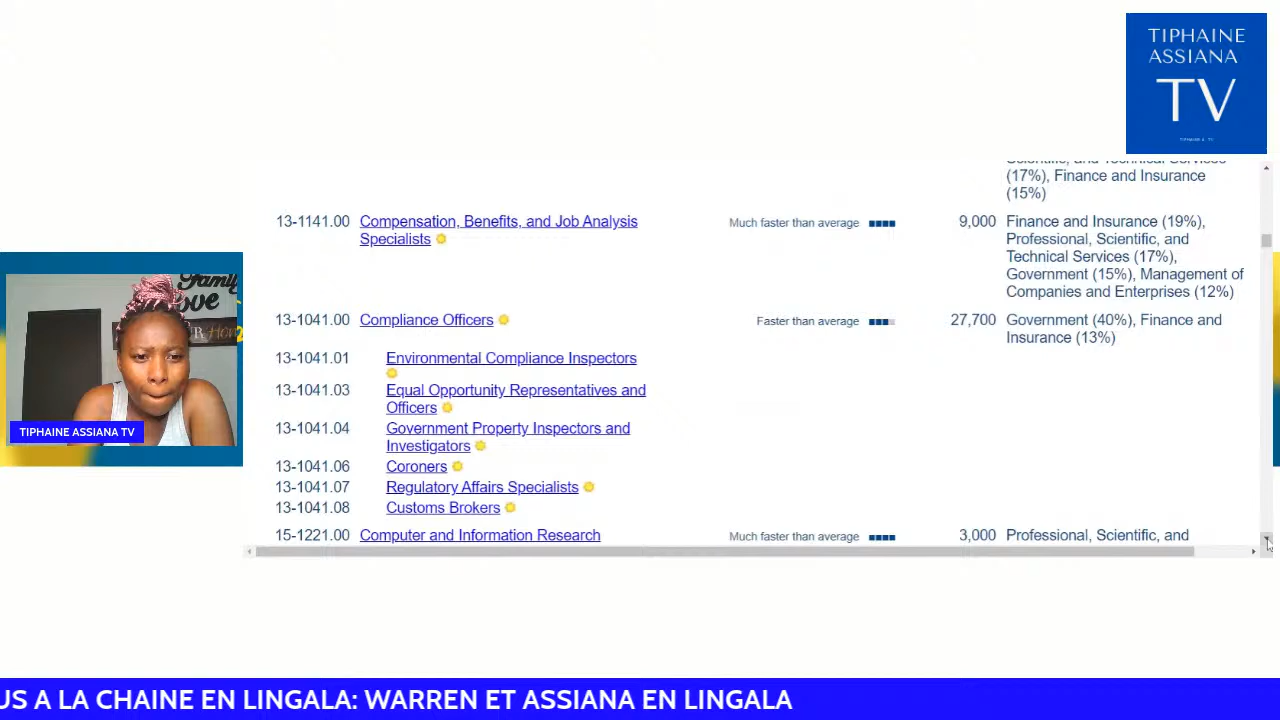 TIPHAINE
ASSIANA
TV
Scientific, and Technical Services
(17%), Finance and Insurance
(15%)
13-1141.00 Compensation, Benefits, and Job Analysis Much faster than average 9,000 Finance and Insurance (19%),
Specialists Professional, Scientific, and
Technical Services (17%),
Government (15%), Management of
Companies and Enterprises (12%)
13-1041.00 Compliance Officers Faster than average 27,700 Government (40%), Finance and
Insurance (13%)
13-1041.01 Environmental Compliance Inspectors
13-1041.03 Equal Opportunity Representatives and
Officers
13-1041.04 Government Property Inspectors and
Investigators
13-1041.06 Coroners
13-1041.07 Regulatory Affairs Specialists
13-1041.08 Customs Brokers
15-1221.00 Computer and Information Research Much faster than average 3,000 Professional, Scientific, and
Family
TIPHAINE ASSIANA TV
US A LA CHAINE EN LINGALA: WARREN ET ASSIANA EN LINGALA